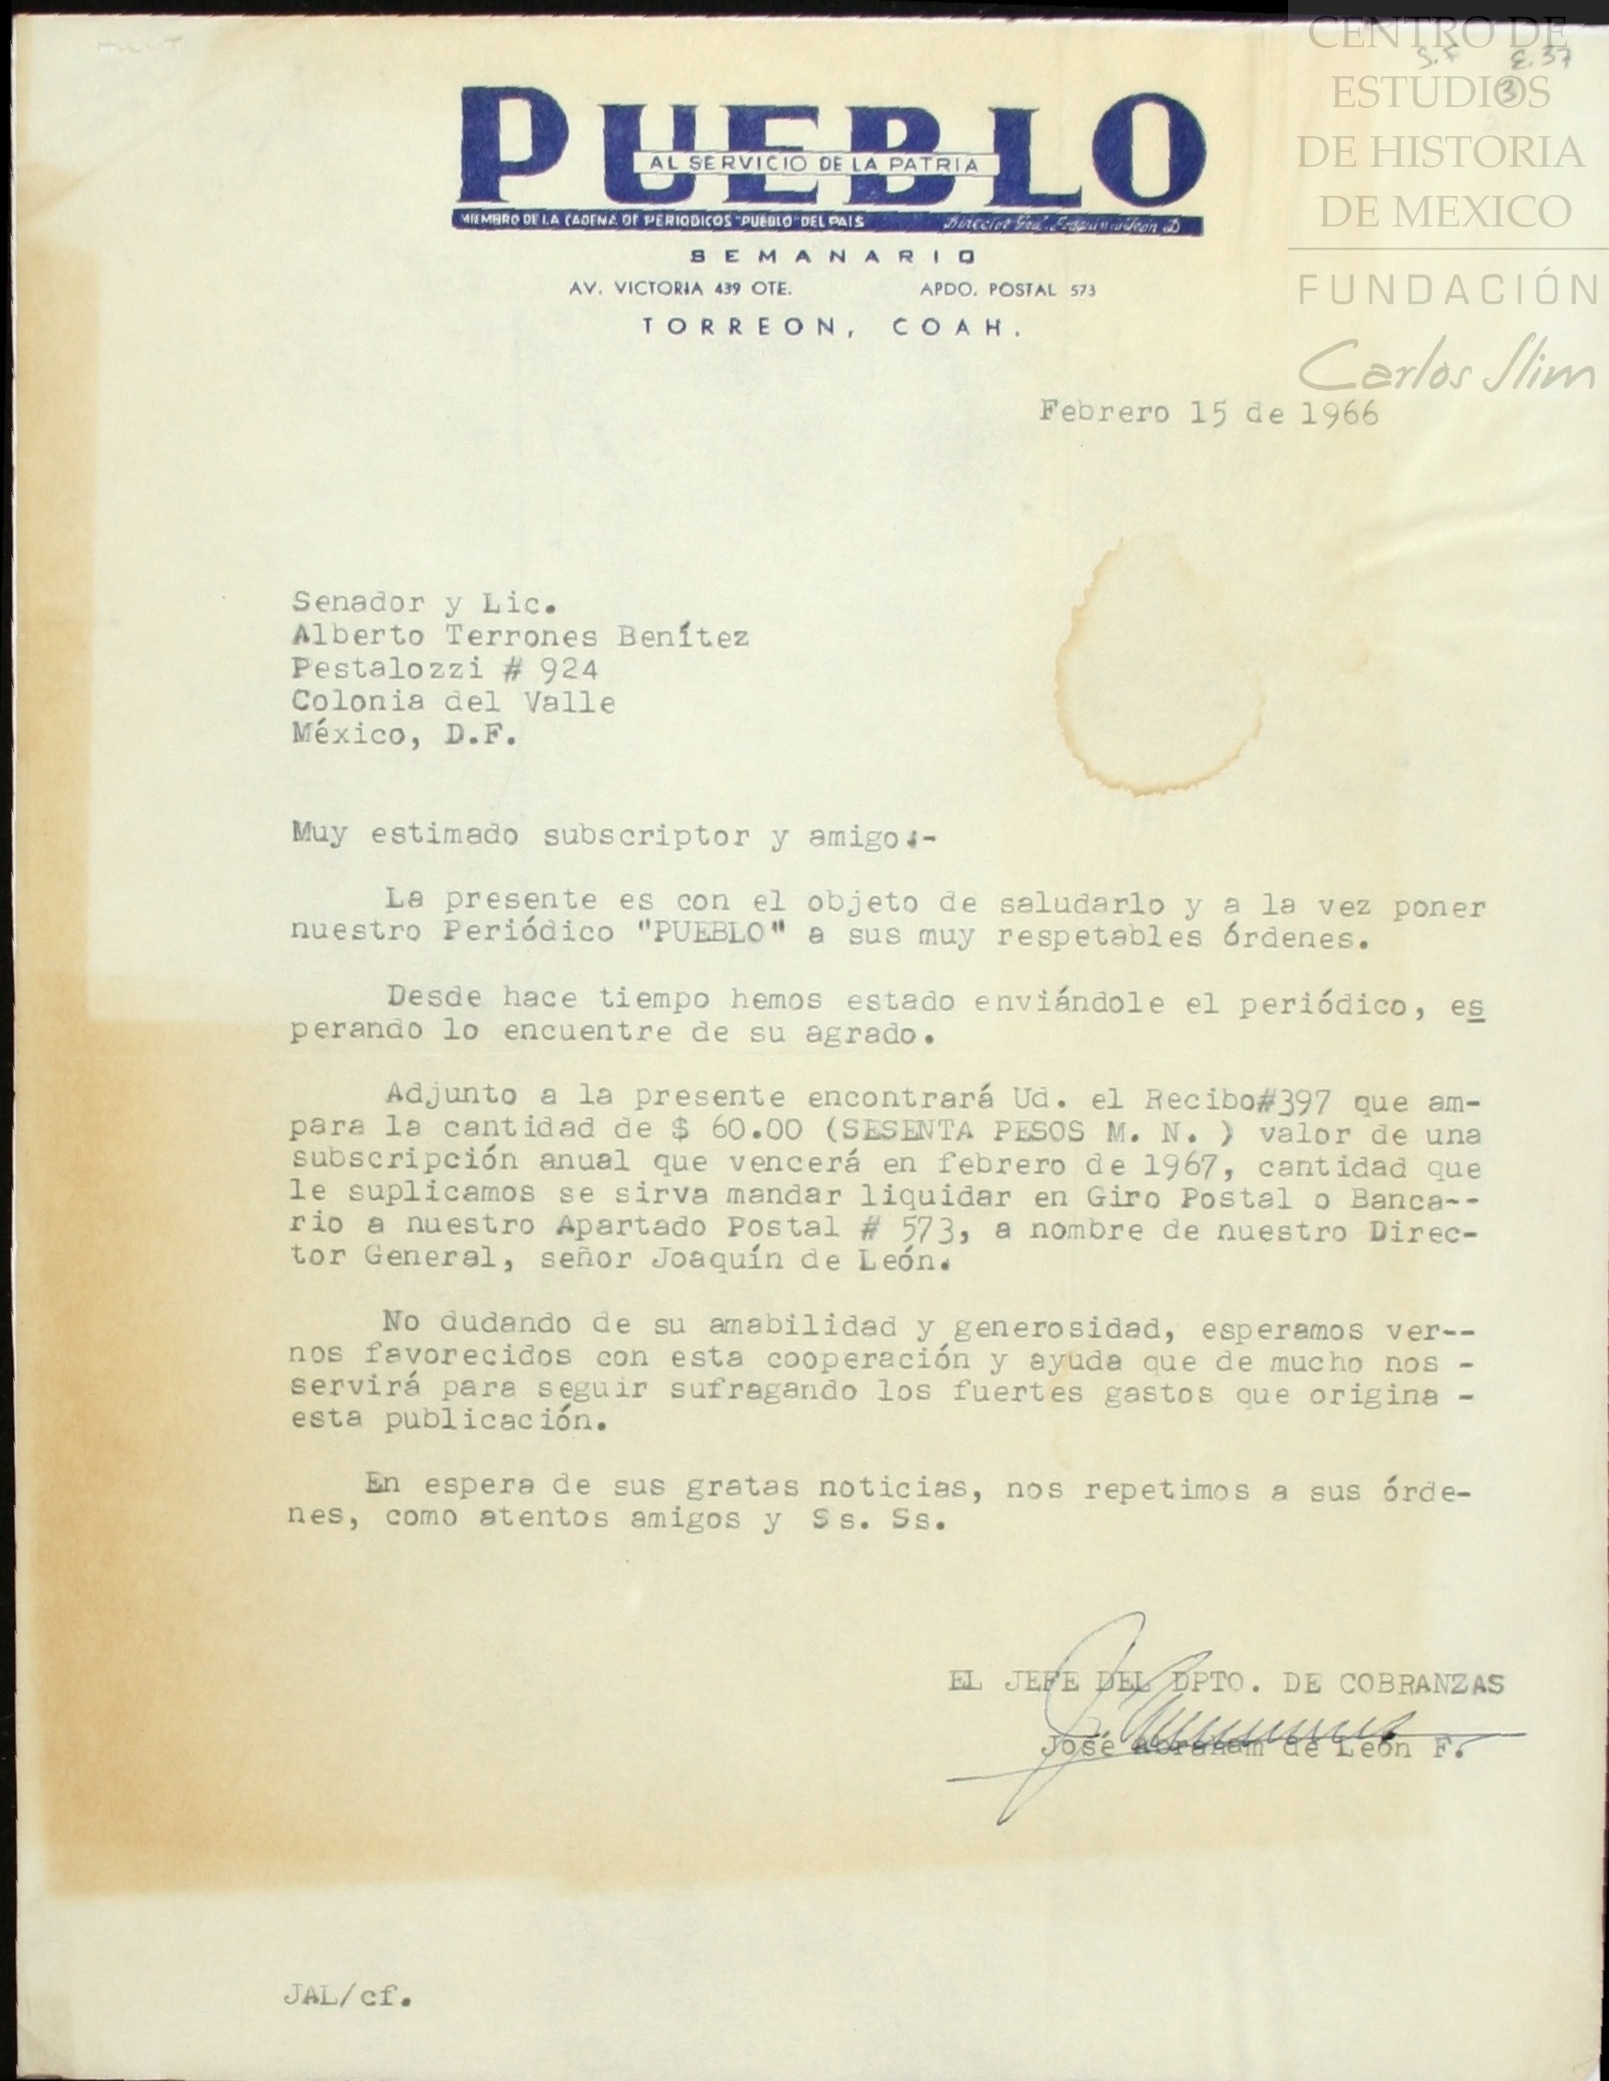 CENTRO DE
ESTUDIOS
DE HISTORIA
DE MEXICO
FUNDACIÓN
Carlos Slim
S.F E.37
3
PUEBLO
AL SERVICIO DE LA PATRIA
MIEMBRO DE LA CADENA DE PERIODICOS "PUEBLO" DEL PAIS Director Gral.
SEMANARIO
AV. VICTORIA 439 OTE. APDO. POSTAL 573
TORREON, COAH.
Febrero 15 de 1966
Senador y Lic.
Alberto Terrones Benítez
Pestalozzi # 924
Colonia del Valle
México, D.F.
Muy estimado subscriptor y amigo:-
La presente es con el objeto de saludarlo y a la vez poner
nuestro Periódico "PUEBLO" a sus muy respetables órdenes.
Desde hace tiempo hemos estado enviándole el periódico, es
perando lo encuentre de su agrado.
Adjunto a la presente encontrará Ud. el Recibo#397 que am-
para la cantidad de $ 60.00 (SESENTA PESOS M. N. ) valor de una
subscripción anual que vencerá en febrero de 1967, cantidad que
le suplicamos se sirva mandar liquidar en Giro Postal o Banca--
rio a nuestro Apartado Postal # 573, a nombre de nuestro Direc-
tor General, señor Joaquín de León.
No dudando de su amabilidad y generosidad, esperamos ver--
nos favorecidos con esta cooperación y ayuda que de mucho nos -
servirá para seguir sufragando los fuertes gastos que origina -
esta publicación.
En espera de sus gratas noticias, nos repetimos a sus órde-
nes, como atentos amigos y Ss. Ss.
EL JEFE DEL DPTO. DE COBRANZAS
José Abraham de León F.
JAL/cf.